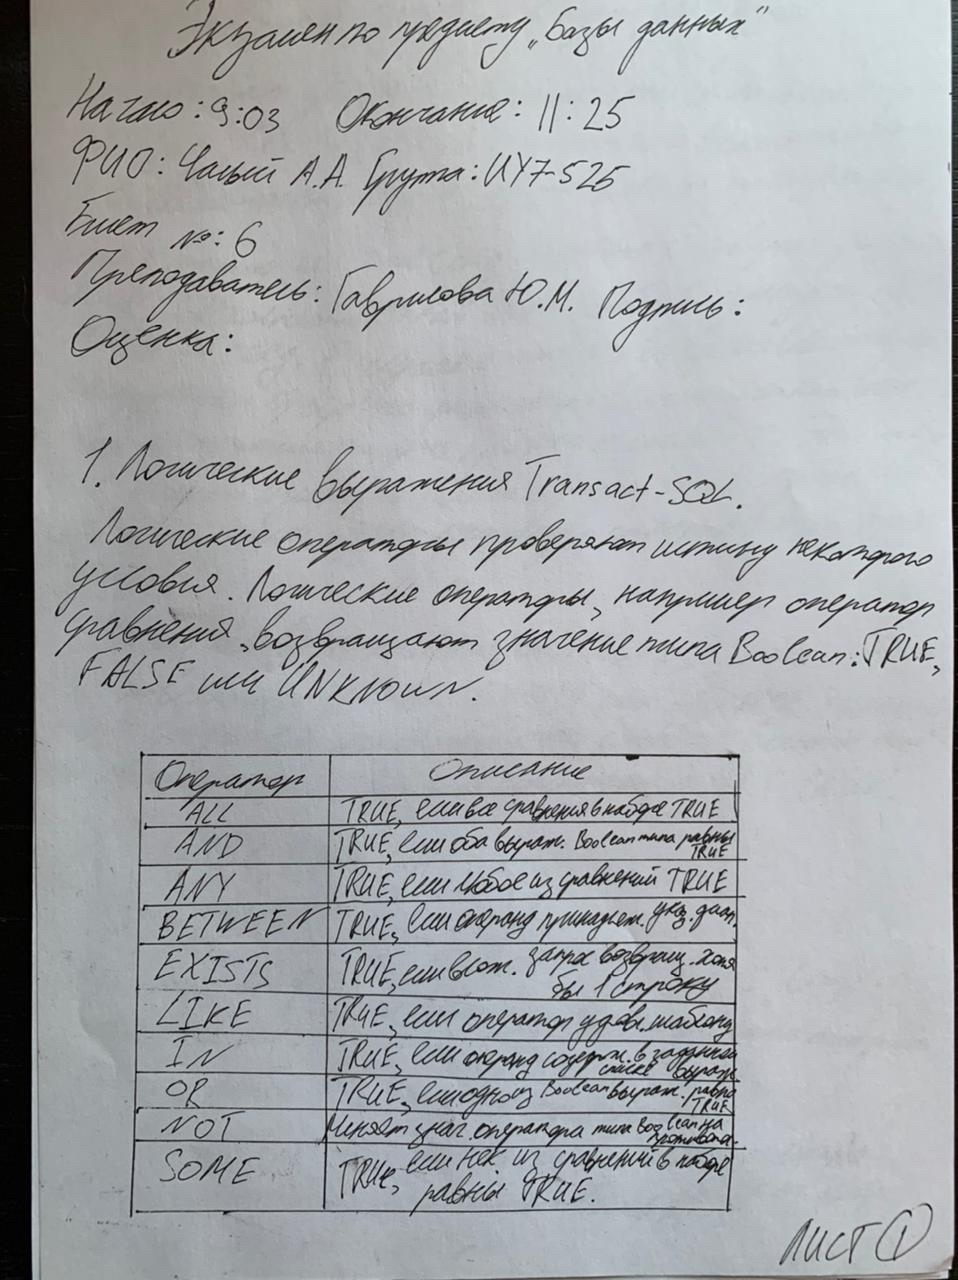 Экзамен по предмету „Базы данных"
Начало: 9:03 Окончание: 11:25
ФИО: Чалый А.А. Группа: ИУ7-52Б
Билет №: 6
Преподаватель: Гаврилова Ю.М. Подпись:
Оценка:
1. Логические выражения Transact-SQL.
Логические операторы проверяют истину некоторого
условия. Логические операторы, например оператор
сравнения, возвращают значение типа Boolean: TRUE,
FALSE или UNKNOWN.
Оператор Описание
ALL TRUE, если все сравнения в наборе TRUE
AND TRUE, если оба выраж. Boolean типа равны
TRUE
ANY TRUE, если любое из сравнений TRUE
BETWEEN TRUE, если операнд принадлеж. указ. диап.
EXISTS TRUE, если влож. запрос возвращ. хотя
бы 1 строку
LIKE TRUE, если оператор удовл. шаблону
IN TRUE, если операнд содерж. в заданном
списке выраж.
OR TRUE, если одно из Boolean выраж. равно
TRUE
NOT Меняет знач. оператора типа Boolean на
противопол.
SOME TRUE, если нек. из сравнений в наборе
равны TRUE.
ЛИСТ 1